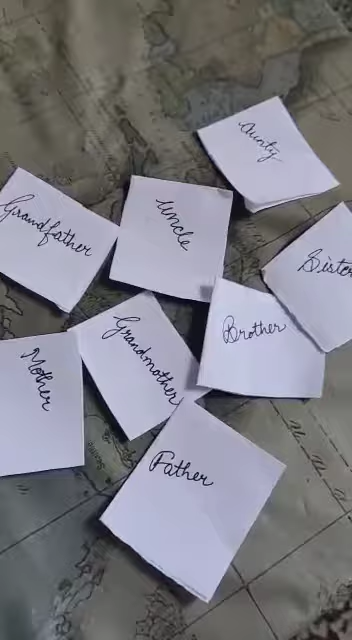 Aunty
Uncle
Grandfather
Sister
Brother
Grandmother
Mother
Father